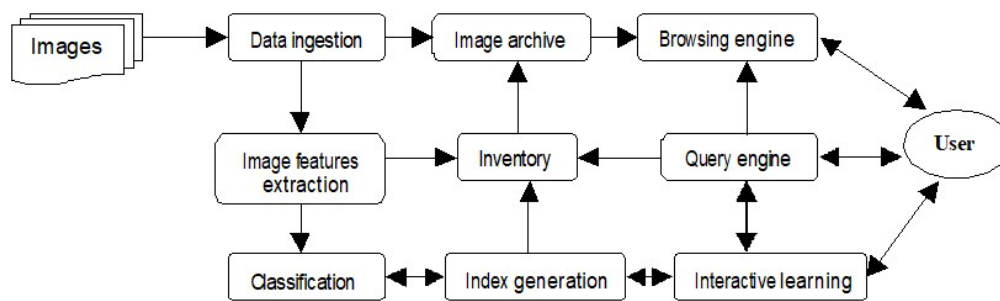 Images
Data ingestion
Image archive
Browsing engine
User
Image features
extraction
Inventory
Query engine
Classification
Index generation
Interactive learning